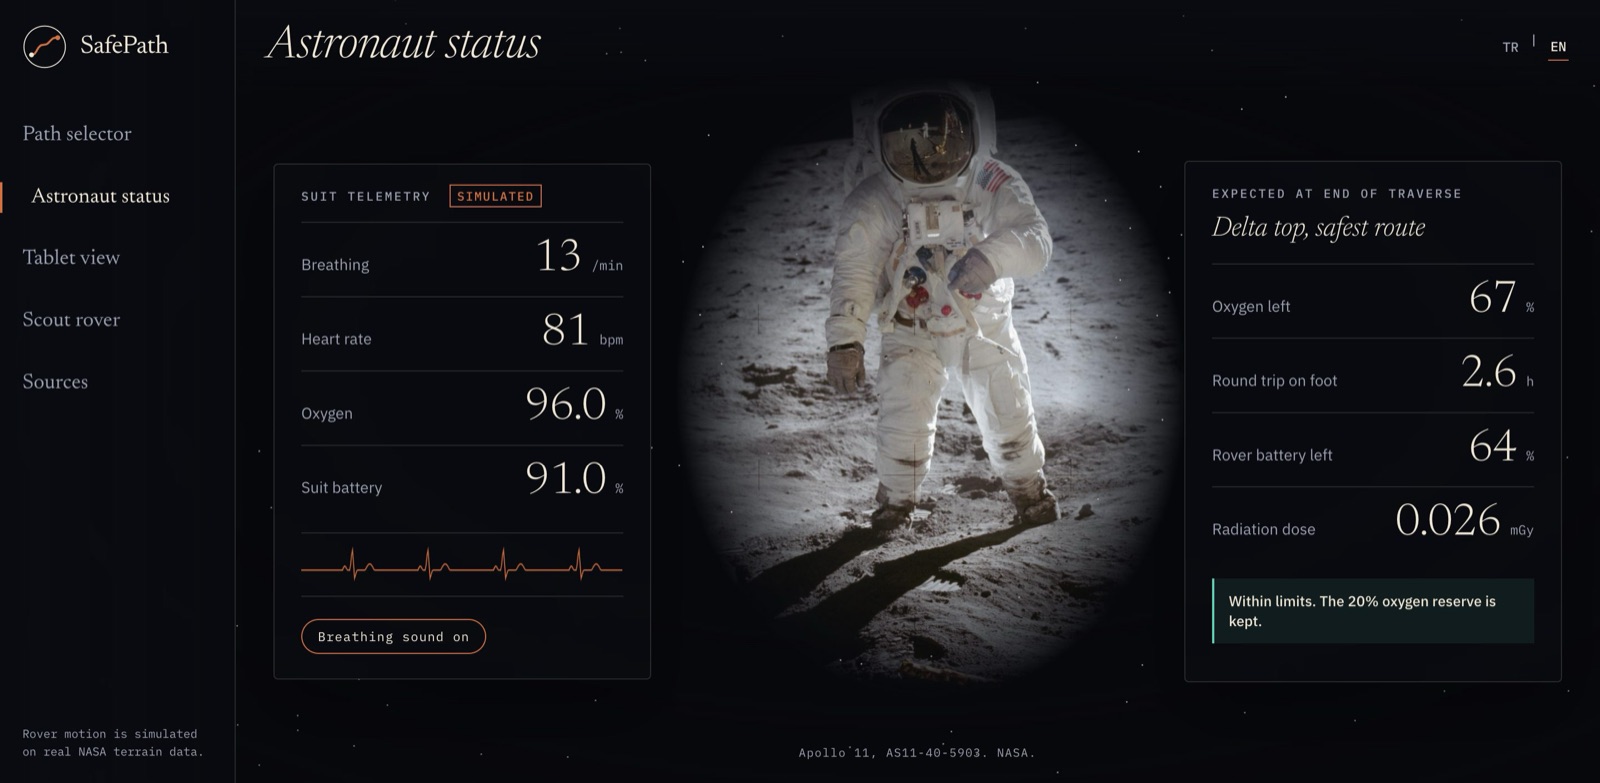 SafePath
Path selector
Astronaut status
Tablet view
Scout rover
Sources
Rover motion is simulated
on real NASA terrain data.
Astronaut status
TR | EN
SUIT TELEMETRY SIMULATED
Breathing 13 /min
Heart rate 81 bpm
Oxygen 96.0 %
Suit battery 91.0 %
Breathing sound on
Apollo 11, AS11-40-5903. NASA.
EXPECTED AT END OF TRAVERSE
Delta top, safest route
Oxygen left 67 %
Round trip on foot 2.6 h
Rover battery left 64 %
Radiation dose 0.026 mGy
Within limits. The 20% oxygen reserve is
kept.